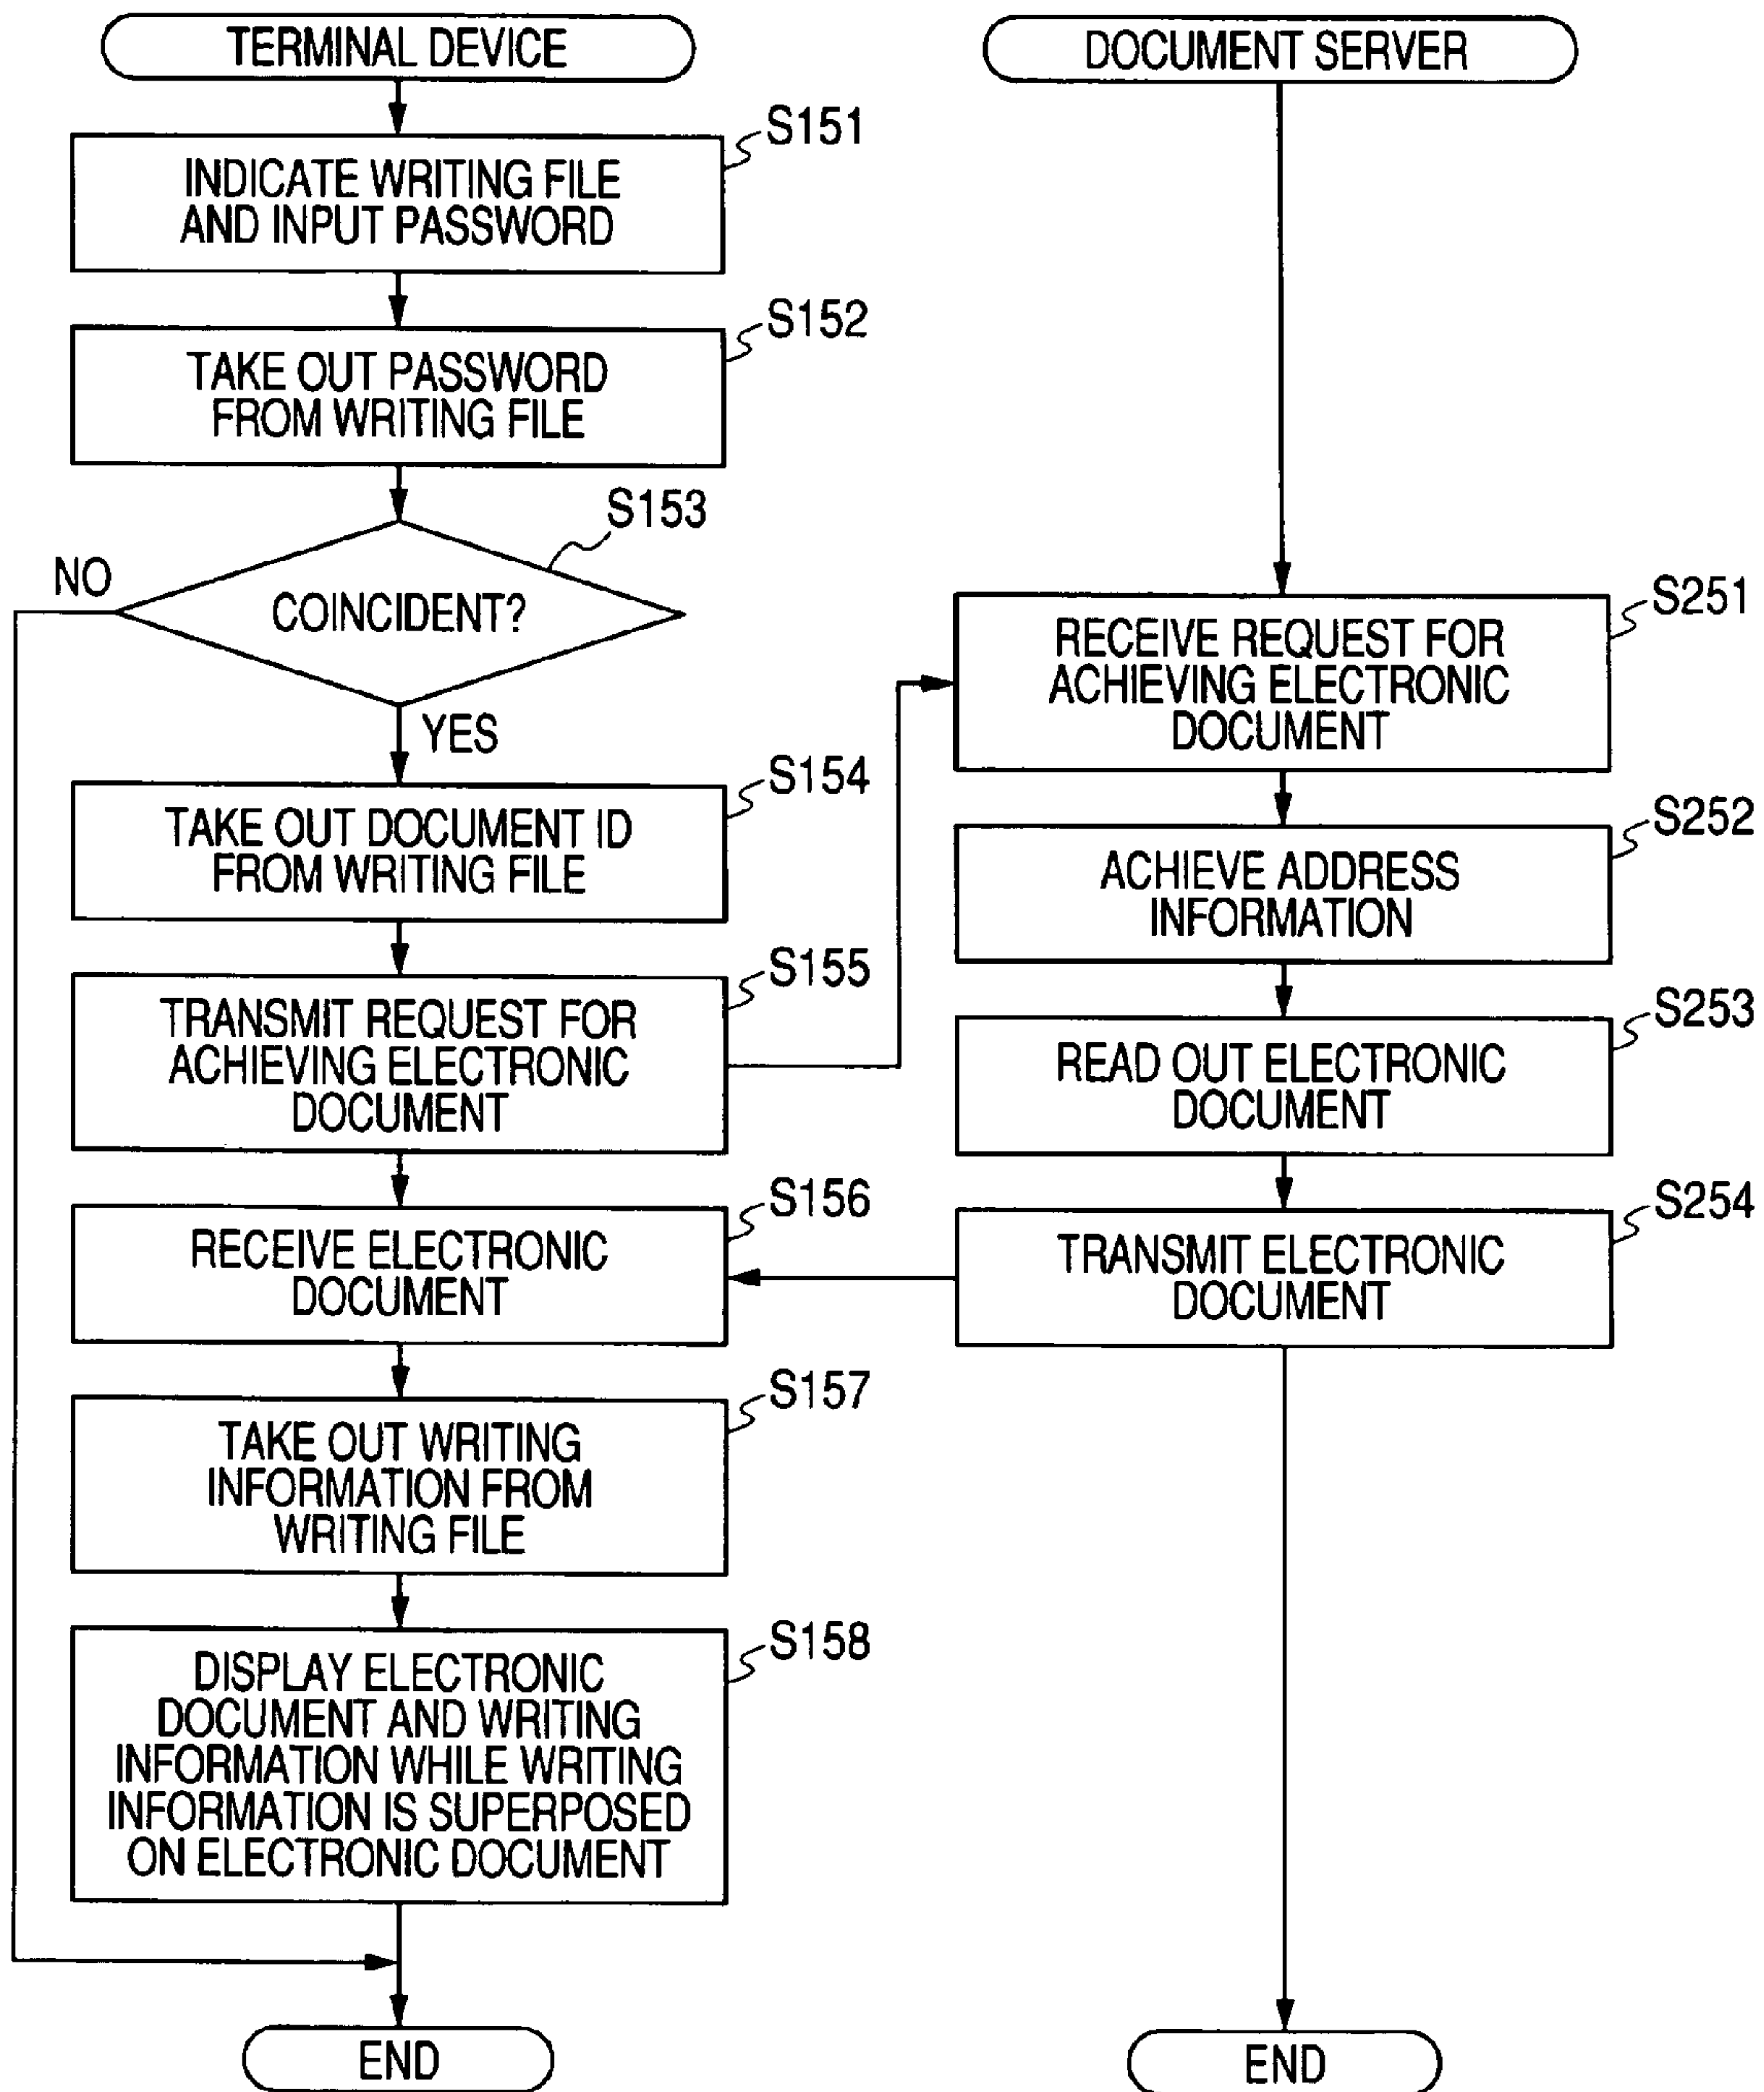 TERMINAL DEVICE
S151
INDICATE WRITING FILE
AND INPUT PASSWORD
S152
TAKE OUT PASSWORD
FROM WRITING FILE
S153
COINCIDENT?
NO
YES
S154
TAKE OUT DOCUMENT ID
FROM WRITING FILE
S155
TRANSMIT REQUEST FOR
ACHIEVING ELECTRONIC
DOCUMENT
S156
RECEIVE ELECTRONIC
DOCUMENT
S157
TAKE OUT WRITING
INFORMATION FROM
WRITING FILE
S158
DISPLAY ELECTRONIC
DOCUMENT AND WRITING
INFORMATION WHILE WRITING
INFORMATION IS SUPERPOSED
ON ELECTRONIC DOCUMENT
END
DOCUMENT SERVER
S251
RECEIVE REQUEST FOR
ACHIEVING ELECTRONIC
DOCUMENT
S252
ACHIEVE ADDRESS
INFORMATION
S253
READ OUT ELECTRONIC
DOCUMENT
S254
TRANSMIT ELECTRONIC
DOCUMENT
END